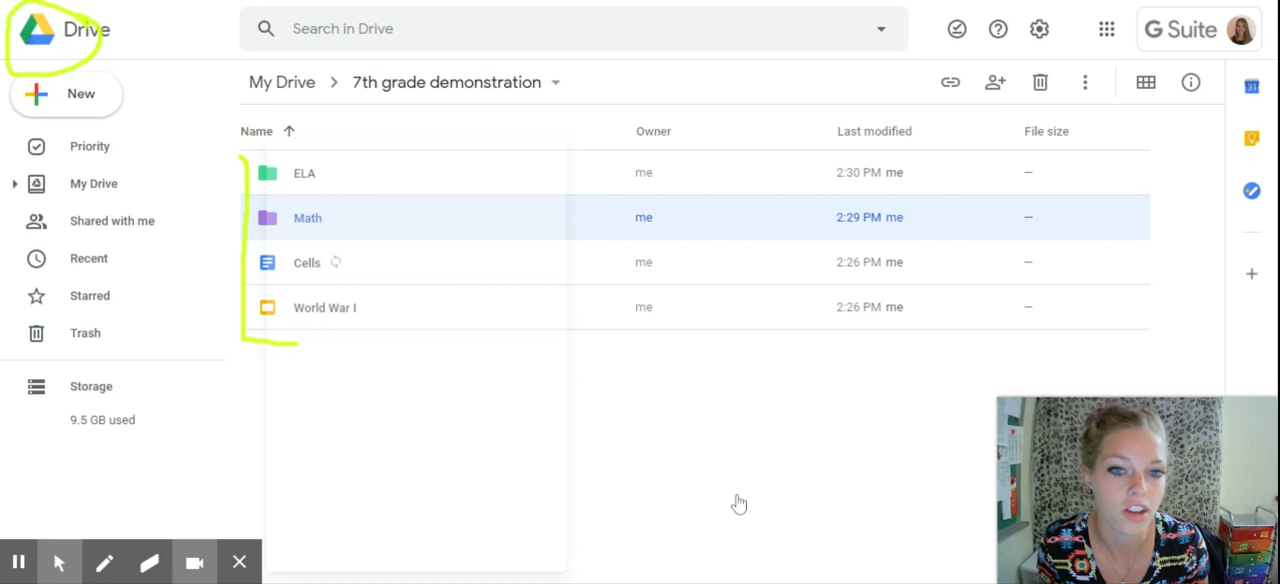 Drive
Search in Drive
G Suite
New
My Drive > 7th grade demonstration
Priority
My Drive
Shared with me
Recent
Starred
Trash
Storage
9.5 GB used
Name Owner Last modified File size
ELA me 2:30 PM me –
Math me 2:29 PM me –
Cells me 2:26 PM me –
World War I me 2:26 PM me –
31